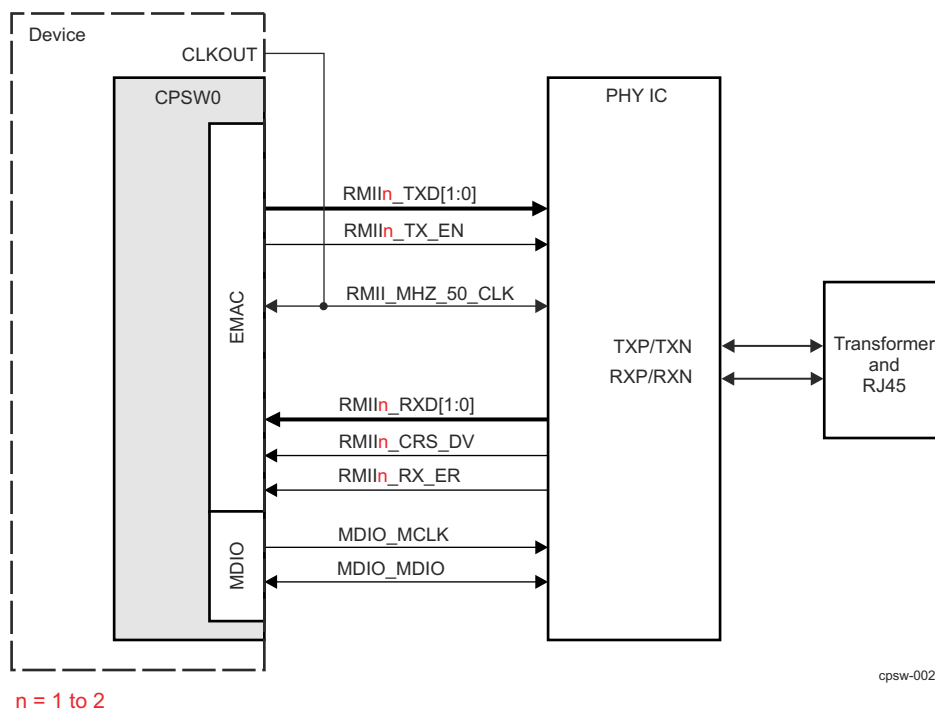 Device
CLKOUT
CPSW0
PHY IC
RMIIn_TXD[1:0]
RMIIn_TX_EN
RMII_MHZ_50_CLK
EMAC
TXP/TXN
RXP/RXN
Transformer
and
RJ45
RMIIn_RXD[1:0]
RMIIn_CRS_DV
RMIIn_RX_ER
MDIO_MCLK
MDIO_MDIO
MDIO
cpsw-002
n = 1 to 2